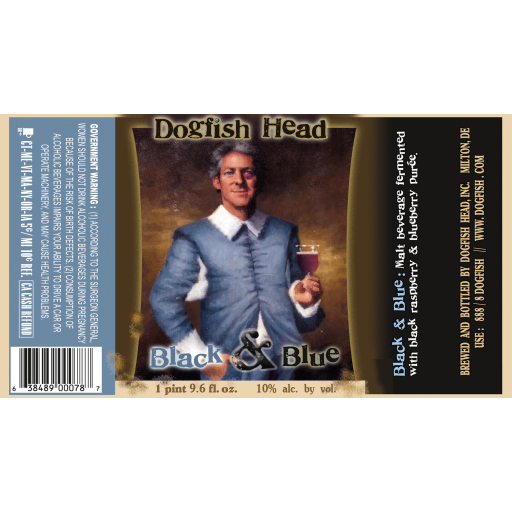 GOVERNMENT WARNING : (1) ACCORDING TO THE SURGEON GENERAL
WOMEN SHOULD NOT DRINK ALCOHOLIC BEVERAGES DURING PREGNANCY
BECAUSE OF THE RISK OF BIRTH DEFECTS. (2) CONSUMPTION OF
ALCOHOLIC BEVERAGES IMPAIRS YOUR ABILITY TO DRIVE A CAR OR
OPERATE MACHINERY, AND MAY CAUSE HEALTH PROBLEMS.
CT-ME-VT-MA-NY-OR-IA 5¢/ MI 10¢ REF. [CA CASH REFUND]
6 38489 00078 7
Dogfish Head
Black & Blue
1 pint 9.6 fl. oz. 10% alc. by vol.
Black & Blue : Malt beverage fermented
with black raspberry & blueberry puree.
BREWED AND BOTTLED BY DOGFISH HEAD, INC. MILTON, DE
USE : 888 / 8 DOGFISH // WWW. DOGFISH . COM